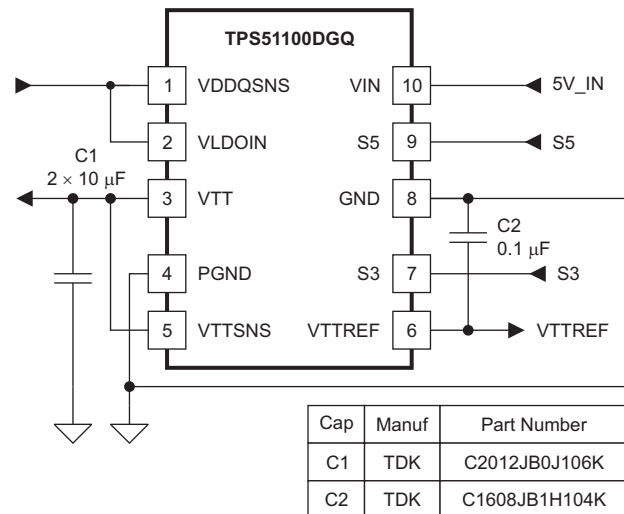 TPS51100DGQ
1 VDDQSNS VIN 10 5V_IN
2 VLDOIN S5 9 S5
C1
2 × 10 μF
3 VTT GND 8
C2
0.1 μF
4 PGND S3 7 S3
5 VTTSNS VTTREF 6 VTTREF
Cap Manuf Part Number
C1 TDK C2012JB0J106K
C2 TDK C1608JB1H104K